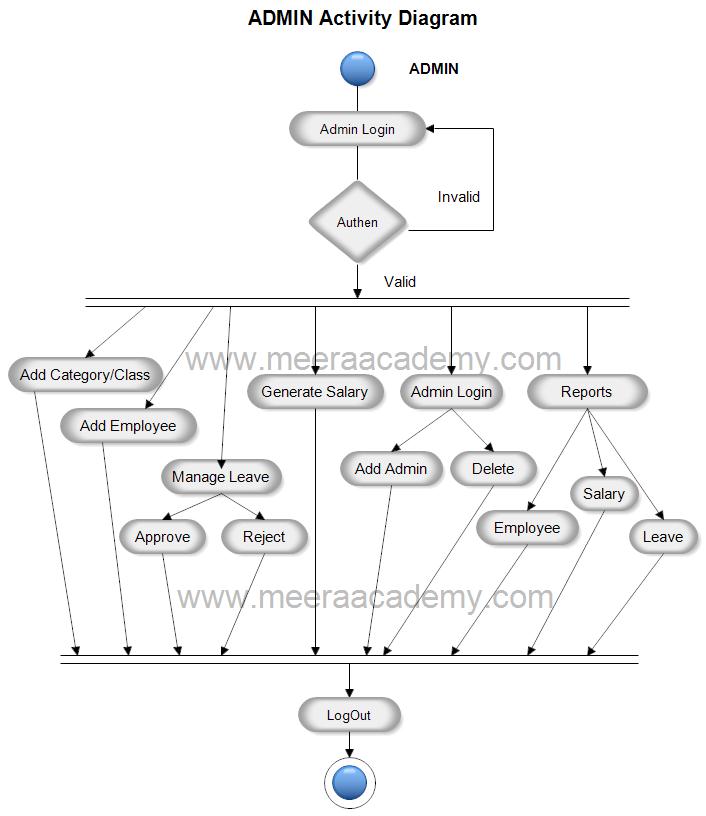 ADMIN Activity Diagram
ADMIN
Admin Login
Invalid
Authen
Valid
www.meeraacademy.com
Add Category/Class
Generate Salary
Admin Login
Reports
Add Employee
Manage Leave
Add Admin
Delete
Salary
Employee
Approve
Reject
Leave
www.meeraacademy.com
LogOut